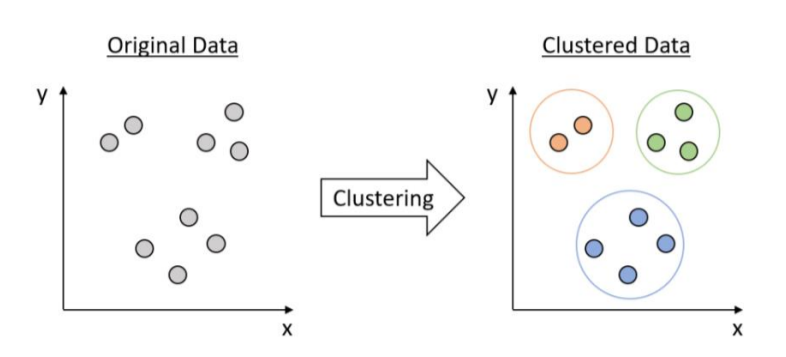 Original Data
Clustered Data
y
y
Clustering
x
x